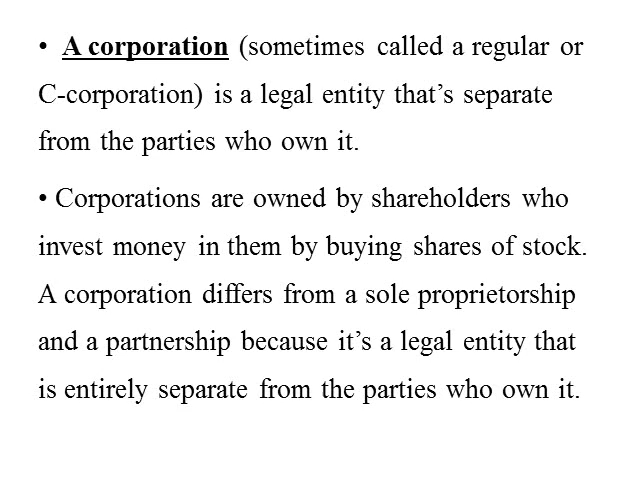 • A corporation (sometimes called a regular or
C-corporation) is a legal entity that’s separate
from the parties who own it.
• Corporations are owned by shareholders who
invest money in them by buying shares of stock.
A corporation differs from a sole proprietorship
and a partnership because it’s a legal entity that
is entirely separate from the parties who own it.